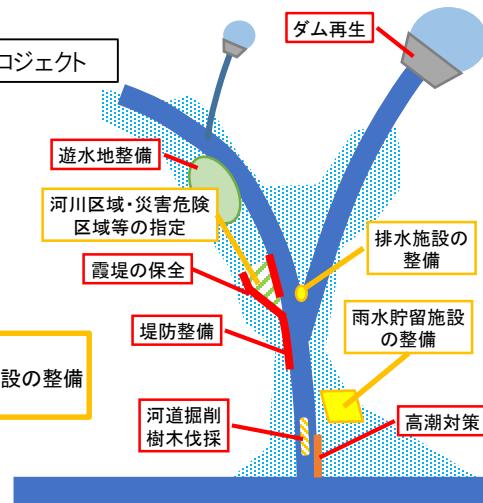 ロジェクト
ダム再生
遊水地整備
河川区域・災害危険
区域等の指定
霞堤の保全
堤防整備
排水施設の
整備
雨水貯留施設
の整備
設の整備
河道掘削
樹木伐採
高潮対策